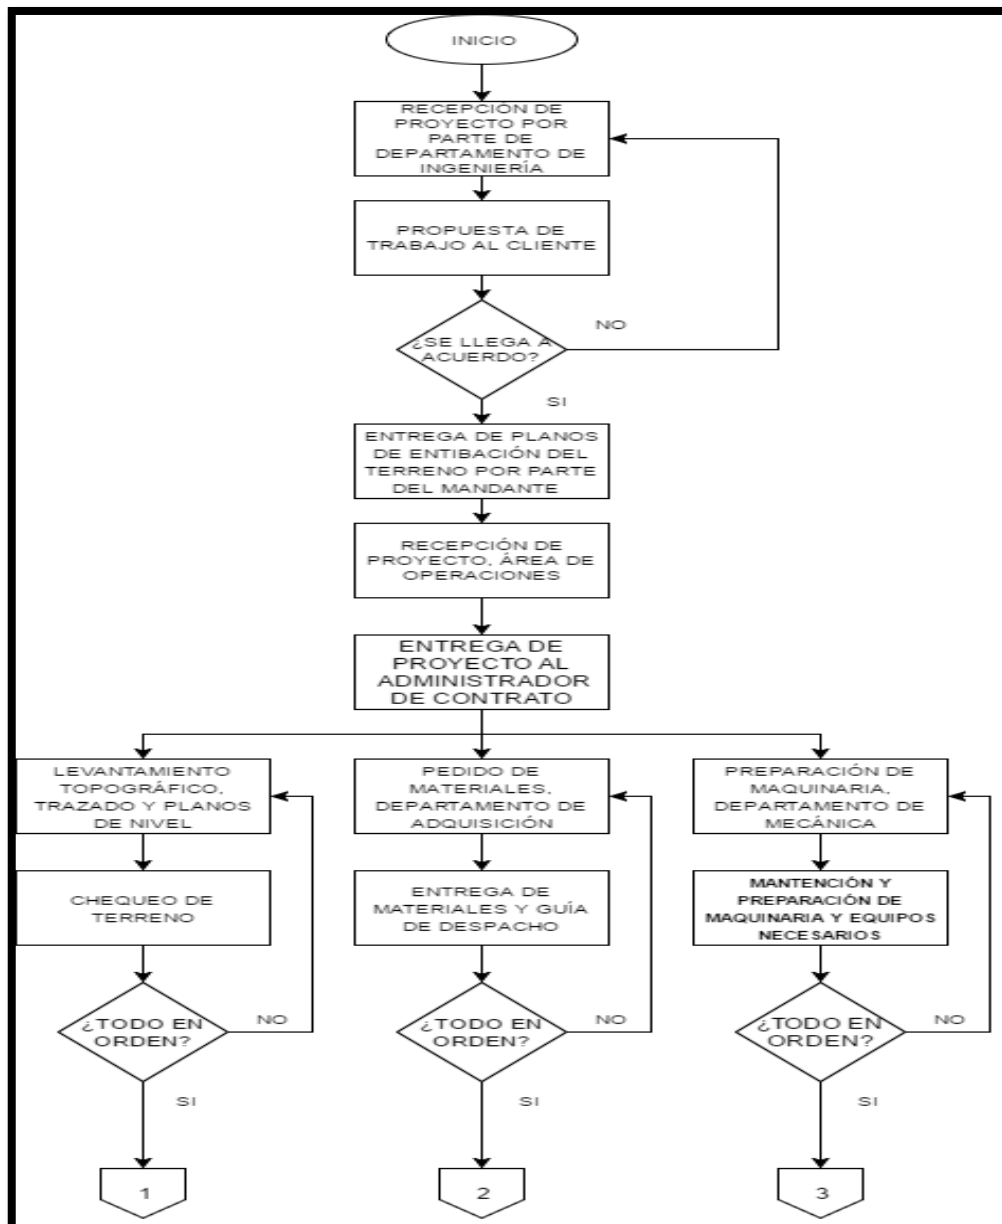 INICIO
RECEPCIÓN DE
PROYECTO POR
PARTE DE
DEPARTAMENTO DE
INGENIERÍA
PROPUESTA DE
TRABAJO AL CLIENTE
NO
¿SE LLEGA A
ACUERDO?
SI
ENTREGA DE PLANOS
DE ENTIBACIÓN DEL
TERRENO POR PARTE
DEL MANDANTE
RECEPCIÓN DE
PROYECTO, ÁREA DE
OPERACIONES
ENTREGA DE
PROYECTO AL
ADMINISTRADOR
DE CONTRATO
LEVANTAMIENTO
TOPOGRÁFICO,
TRAZADO Y PLANOS
DE NIVEL
PEDIDO DE
MATERIALES,
DEPARTAMENTO DE
ADQUISICIÓN
PREPARACIÓN DE
MAQUINARIA,
DEPARTAMENTO DE
MECÁNICA
CHEQUEO DE
TERRENO
ENTREGA DE
MATERIALES Y GUÍA
DE DESPACHO
MANTENCIÓN Y
PREPARACIÓN DE
MAQUINARIA Y EQUIPOS
NECESARIOS
¿TODO EN
ORDEN?
NO
¿TODO EN
ORDEN?
NO
¿TODO EN
ORDEN?
NO
SI
SI
SI
1
2
3